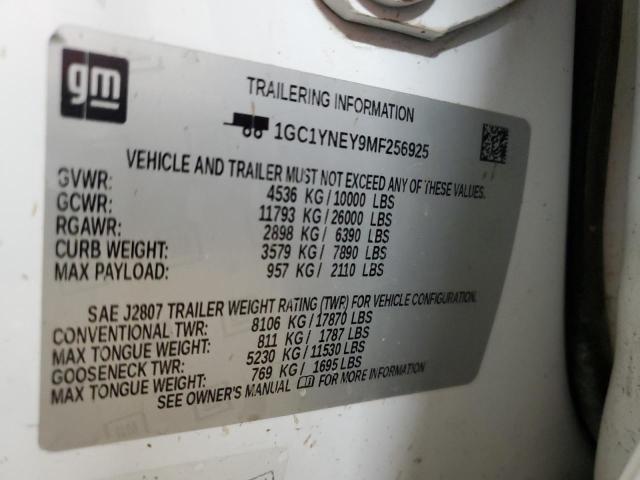 gm
TRAILERING INFORMATION
1GC1YNEY9MF256925
VEHICLE AND TRAILER MUST NOT EXCEED ANY OF THESE VALUES.
GVWR: 4536 KG/10000 LBS
GCWR: 11793 KG/26000 LBS
RGAWR: 2898 KG/ 6390 LBS
CURB WEIGHT: 3579 KG/ 7890 LBS
MAX PAYLOAD: 957 KG/ 2110 LBS
SAE J2807 TRAILER WEIGHT RATING (TWR) FOR VEHICLE CONFIGURATION.
CONVENTIONAL TWR: 8106 KG/17870 LBS
MAX TONGUE WEIGHT: 811 KG/ 1787 LBS
GOOSENECK TWR: 5230 KG/11530 LBS
MAX TONGUE WEIGHT: 769 KG/ 1695 LBS
SEE OWNER'S MANUAL FOR MORE INFORMATION